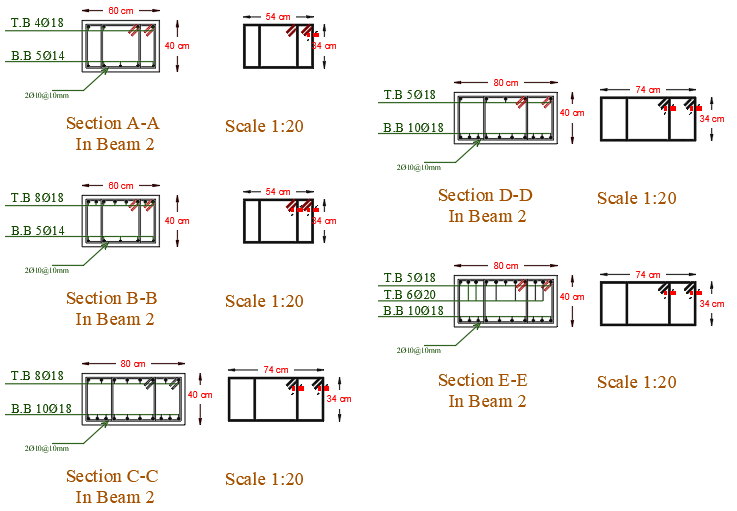 60 cm
T.B 4Ø18
40 cm
B.B 5Ø14
2Ø10@10mm
54 cm
34 cm
Section A-A
In Beam 2
Scale 1:20
60 cm
T.B 8Ø18
40 cm
B.B 5Ø14
2Ø10@10mm
54 cm
34 cm
Section B-B
In Beam 2
Scale 1:20
80 cm
T.B 8Ø18
40 cm
B.B 10Ø18
2Ø10@10mm
74 cm
34 cm
Section C-C
In Beam 2
Scale 1:20
80 cm
T.B 5Ø18
40 cm
B.B 10Ø18
2Ø10@10mm
74 cm
34 cm
Section D-D
In Beam 2
Scale 1:20
80 cm
T.B 5Ø18
T.B 6Ø20
40 cm
B.B 10Ø18
2Ø10@10mm
74 cm
34 cm
Section E-E
In Beam 2
Scale 1:20